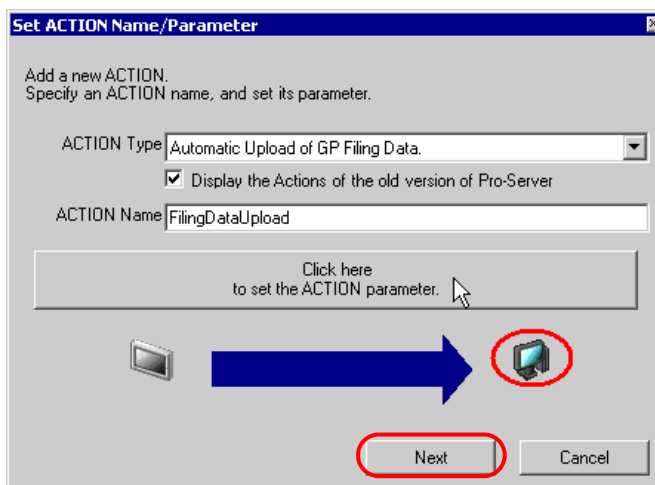 Set ACTION Name/Parameter
Add a new ACTION.
Specify an ACTION name, and set its parameter.
ACTION Type Automatic Upload of GP Filing Data.
Display the Actions of the old version of Pro-Server
ACTION Name FilingDataUpload
Click here
to set the ACTION parameter.
Next Cancel